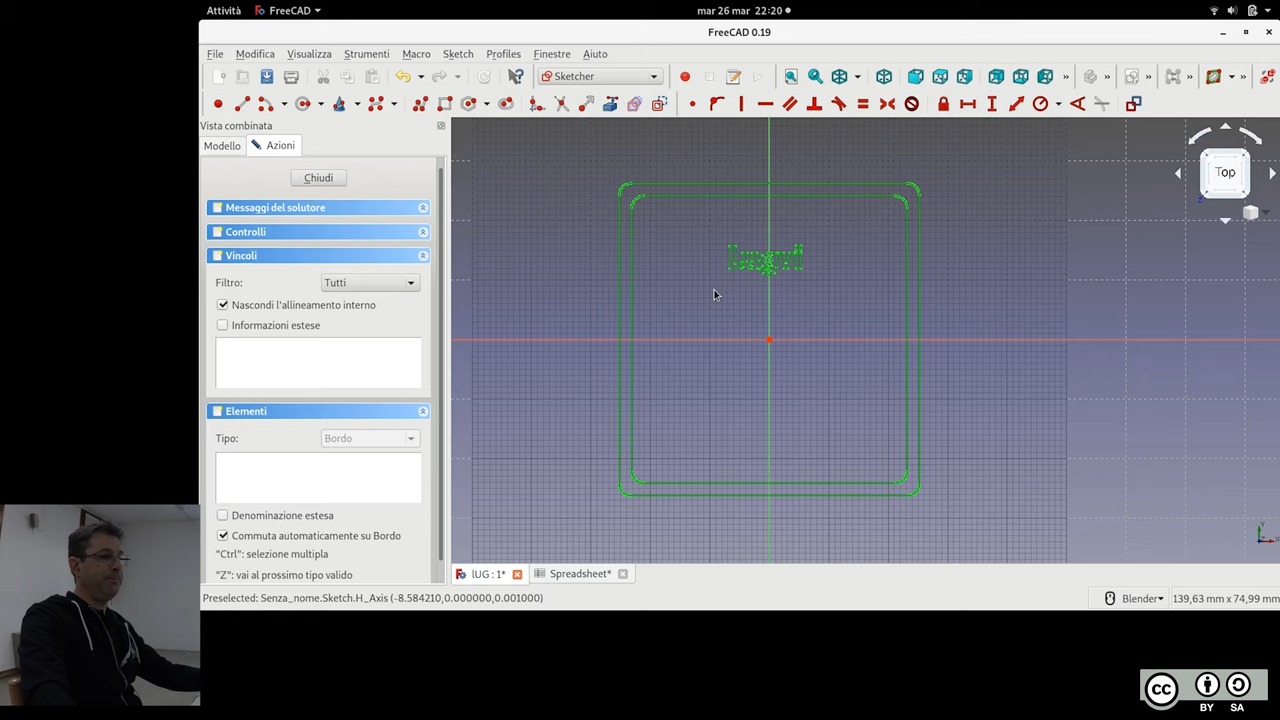 Attività
FreeCAD
mar 26 mar 22:20
FreeCAD 0.19
File Modifica Visualizza Strumenti Macro Sketch Profiles Finestre Aiuto
Sketcher
Vista combinata
Modello Azioni
Chiudi
Messaggi del solutore
Controlli
Vincoli
Filtro: Tutti
Nascondi l'allineamento interno
Informazioni estese
Elementi
Tipo: Bordo
Denominazione estesa
Commuta automaticamente su Bordo
"Ctrl": selezione multipla
"Z": vai al prossimo tipo valido
Top
lUG : 1*
Spreadsheet*
Preselected: Senza_nome.Sketch.H_Axis (-8.584210,0.000000,0.001000)
Blender
139,63 mm x 74,99 mm
CC
BY SA